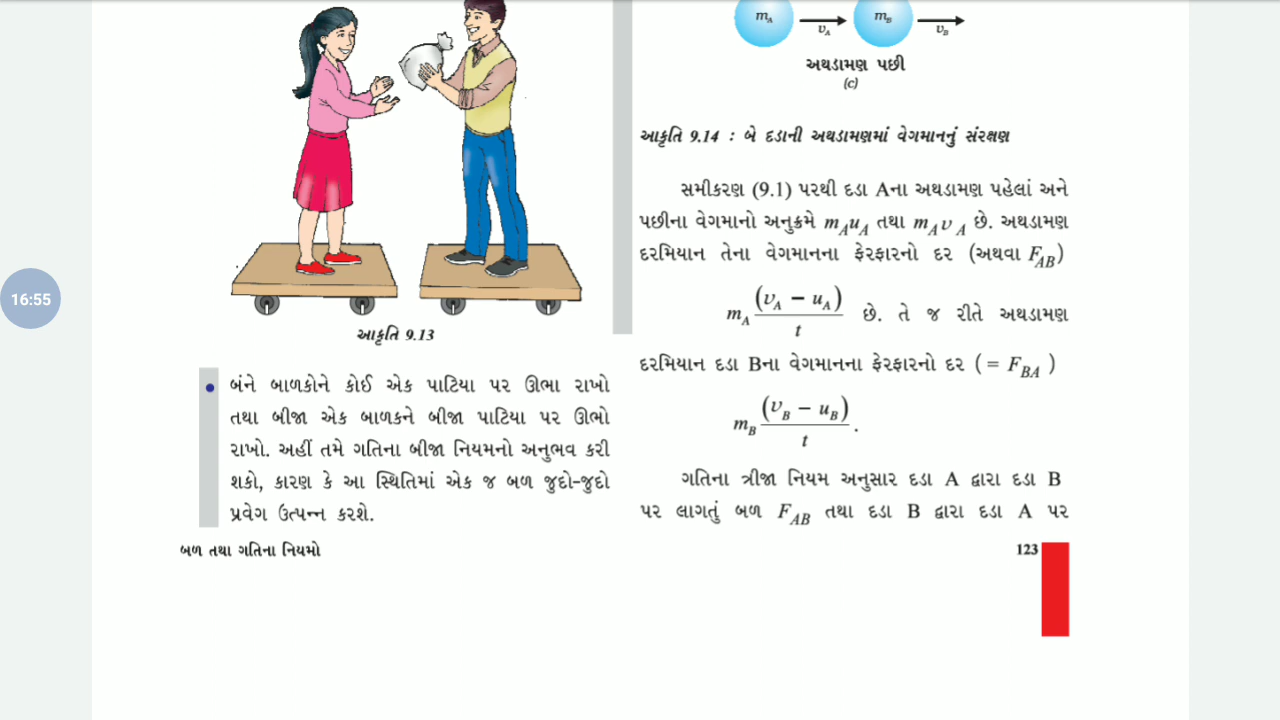 16:55
આકૃતિ 9.13
બંને બાળકોને કોઈ એક પાટિયા પર ઊભા રાખો
તથા બીજા એક બાળકને બીજા પાટિયા પર ઊભો
રાખો. અહીં તમે ગતિના બીજા નિયમનો અનુભવ કરી
શકો, કારણ કે આ સ્થિતિમાં એક જ બળ જુદો-જુદો
પ્રવેગ ઉત્પન્ન કરશે.
mA mB
υA υB
અથડામણ પછી
(c)
આકૃતિ 9.14 : બે દડાની અથડામણમાં વેગમાનનું સંરક્ષણ
સમીકરણ (9.1) પરથી દડા Aના અથડામણ પહેલાં અને
પછીના વેગમાનો અનુક્રમે mAuA તથા mAυA છે. અથડામણ
દરમિયાન તેના વેગમાનના ફેરફારનો દર (અથવા FAB)
mA (υA − uA)/t છે. તે જ રીતે અથડામણ
દરમિયાન દડા Bના વેગમાનના ફેરફારનો દર ( = FBA )
mB (υB − uB)/t .
ગતિના ત્રીજા નિયમ અનુસાર દડા A દ્વારા દડા B
પર લાગતું બળ FAB તથા દડા B દ્વારા દડા A પર
બળ તથા ગતિના નિયમો
123